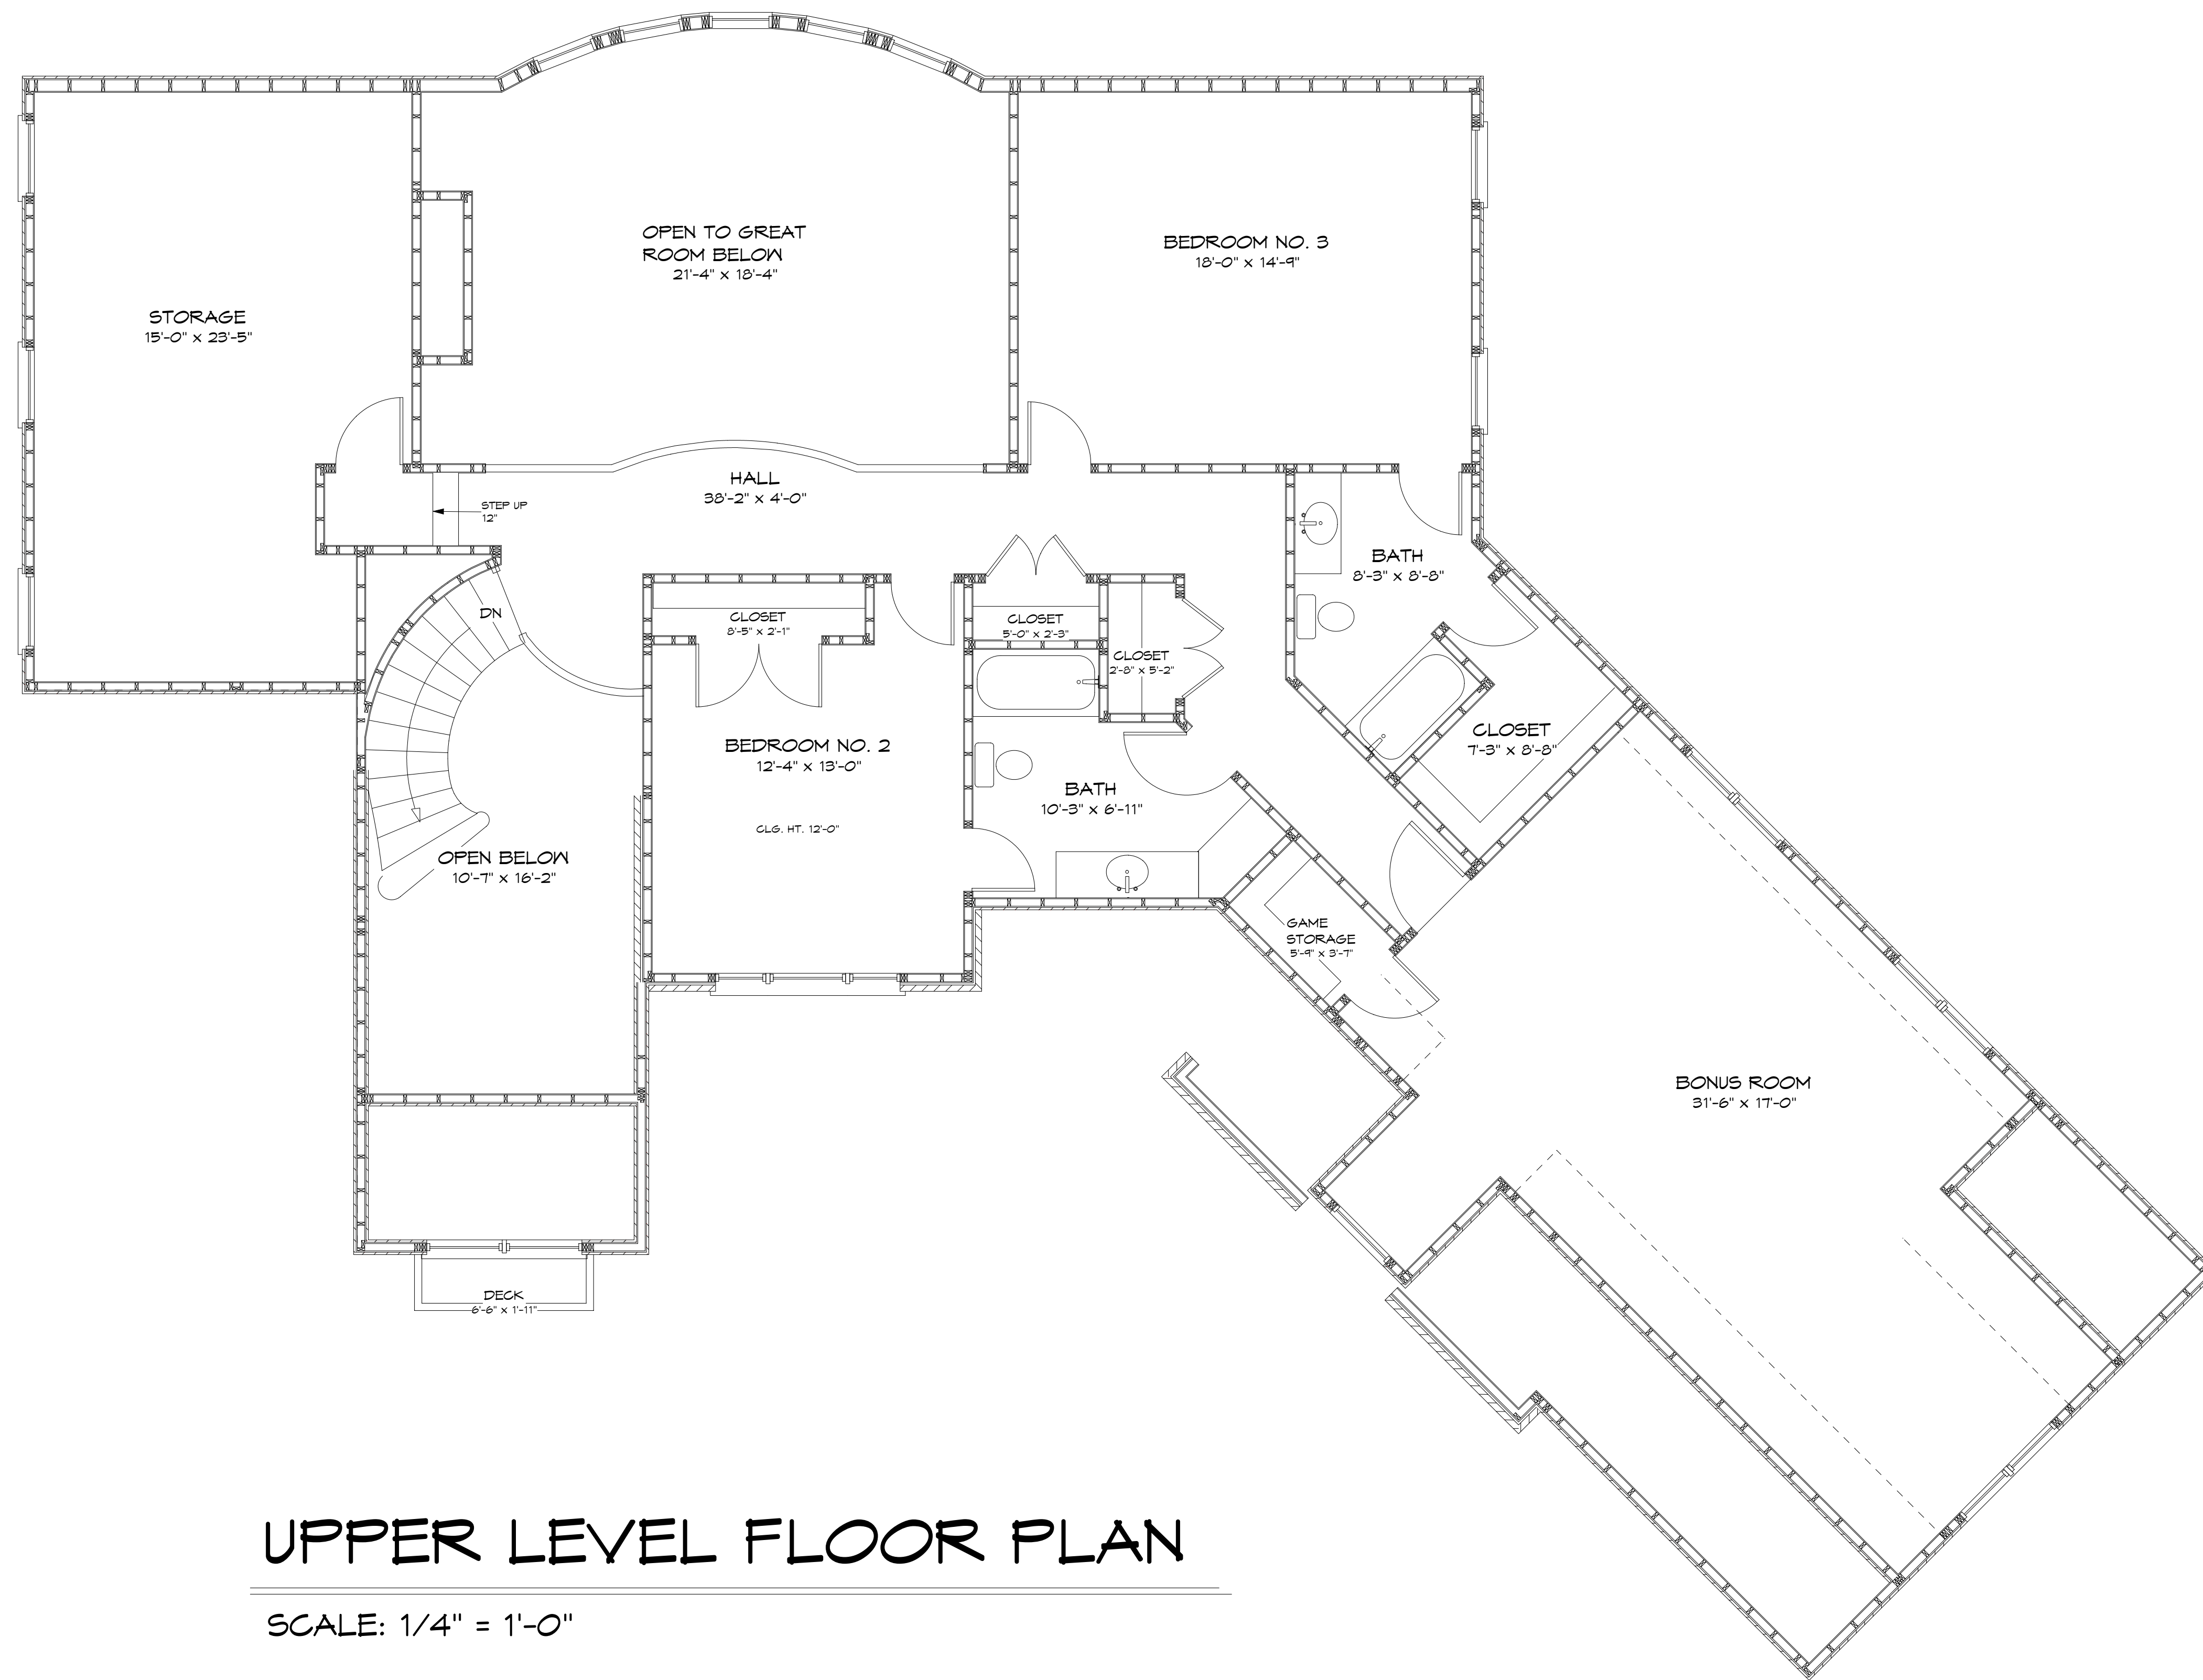 OPEN TO GREAT
ROOM BELOW
21'-4" x 18'-4"
BEDROOM NO. 3
18'-0" x 14'-9"
STORAGE
15'-0" x 23'-5"
HALL
38'-2" x 4'-0"
STEP UP
12"
BATH
8'-3" x 8'-8"
DN
CLOSET
8'-5" x 2'-1"
CLOSET
5'-0" x 2'-3"
CLOSET
2'-8" x 5'-2"
CLOSET
7'-3" x 8'-8"
BEDROOM NO. 2
12'-4" x 13'-0"
CLG. HT. 12'-0"
BATH
10'-3" x 6'-11"
OPEN BELOW
10'-7" x 16'-2"
GAME
STORAGE
5'-9" x 3'-7"
BONUS ROOM
31'-6" x 17'-0"
DECK
6'-6" x 1'-11"
UPPER LEVEL FLOOR PLAN
SCALE: 1/4" = 1'-0"